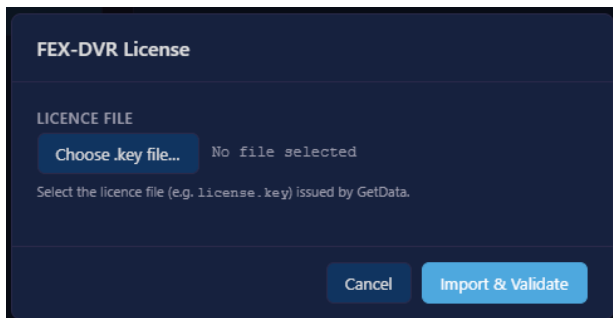 FEX-DVR License
LICENCE FILE
Choose .key file... No file selected
Select the licence file (e.g. license.key) issued by GetData.
Cancel Import & Validate